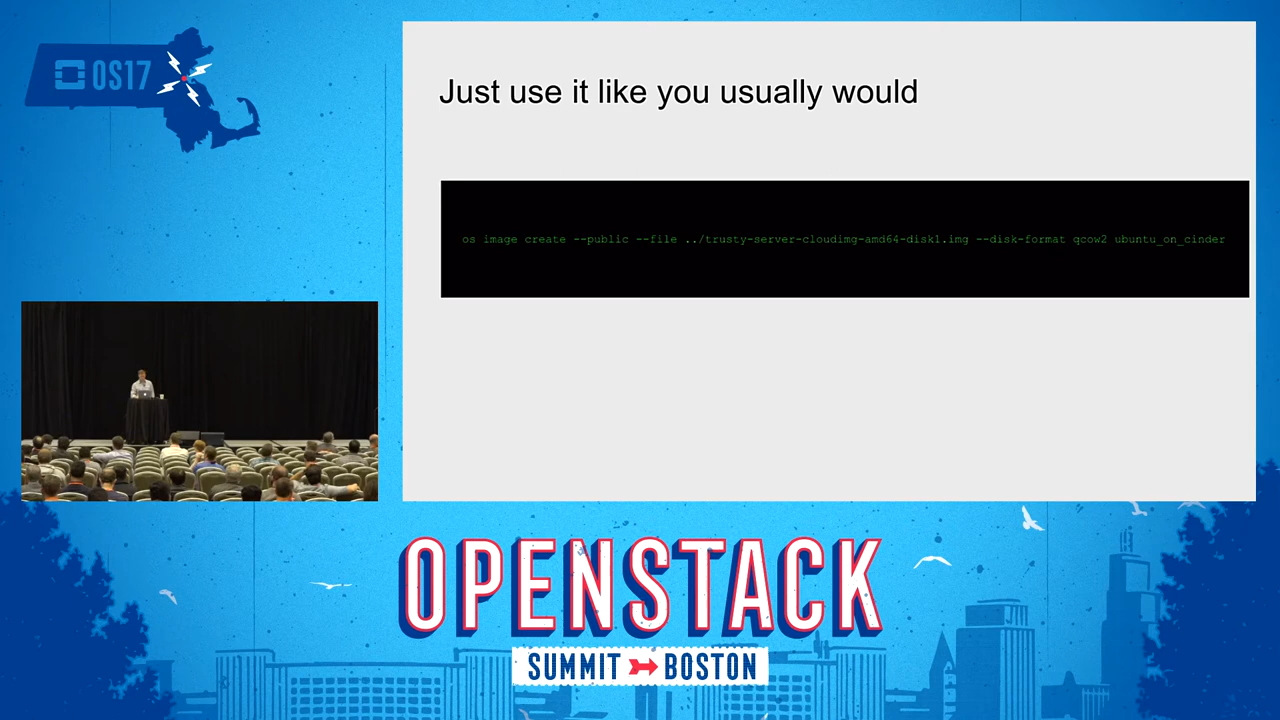 OS17
Just use it like you usually would
os image create --public --file ../trusty-server-cloudimg-amd64-disk1.img --disk-format qcow2 ubuntu_on_cinder
OPENSTACK
SUMMIT BOSTON